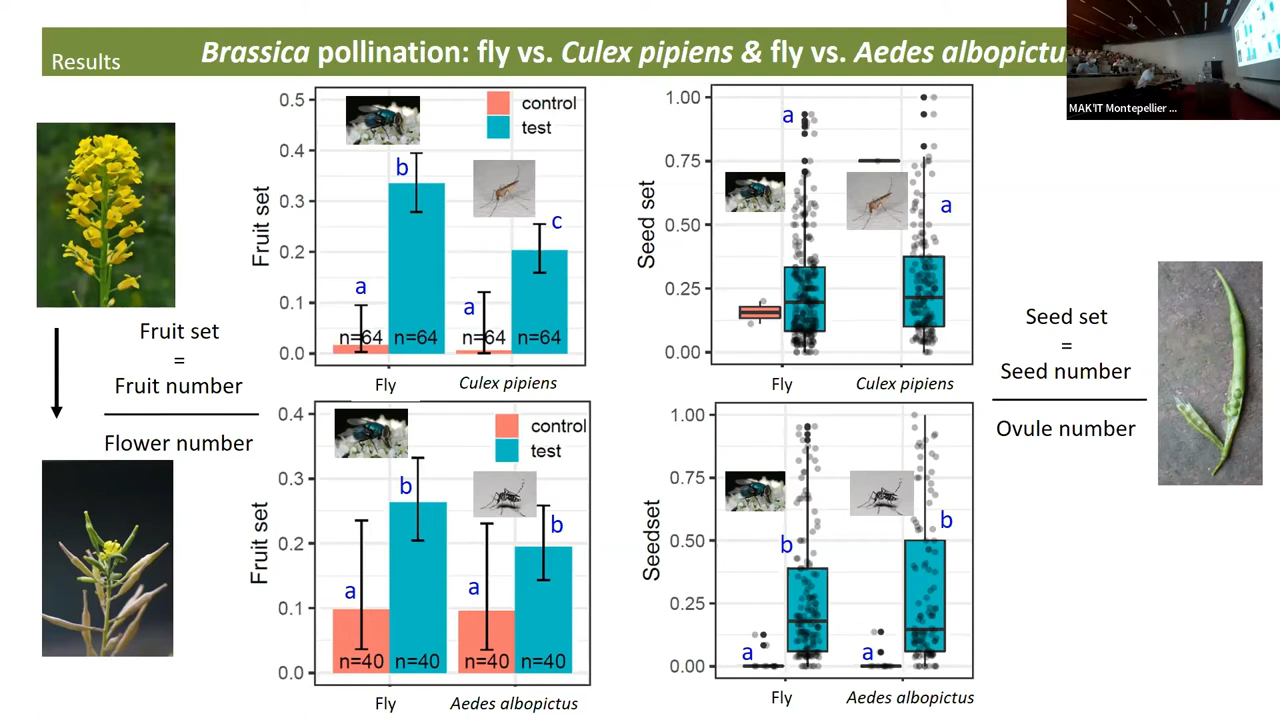 Results
Brassica pollination: fly vs. Culex pipiens & fly vs. Aedes albopictu
MAK'IT Montepellier ...
Fruit set
=
Fruit number
Flower number
0.5
0.4
0.3
0.2
0.1
0.0
Fruit set
control
test
a
b
a
c
n=64
n=64
n=64
n=64
Fly
Culex pipiens
1.00
0.75
0.50
0.25
0.00
Seed set
a
a
Fly
Culex pipiens
0.4
0.3
0.2
0.1
0.0
Fruit set
control
test
a
b
a
b
n=40
n=40
n=40
n=40
Fly
Aedes albopictus
1.00
0.75
0.50
0.25
0.00
Seedset
a
b
a
b
Fly
Aedes albopictus
Seed set
=
Seed number
Ovule number